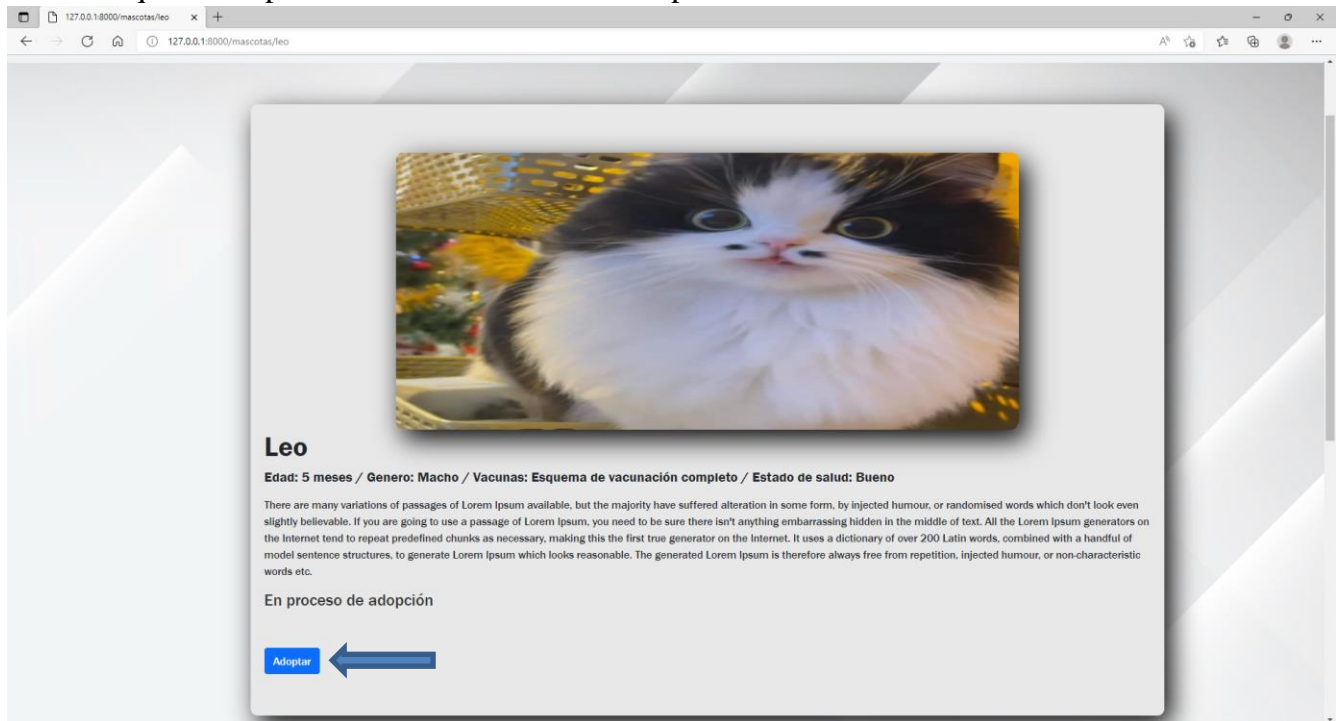 127.0.0.1:8000/mascotas/leo
127.0.0.1:8000/mascotas/leo
Leo
Edad: 5 meses / Genero: Macho / Vacunas: Esquema de vacunación completo / Estado de salud: Bueno
There are many variations of passages of Lorem Ipsum available, but the majority have suffered alteration in some form, by injected humour, or randomised words which don't look even
slightly believable. If you are going to use a passage of Lorem Ipsum, you need to be sure there isn't anything embarrassing hidden in the middle of text. All the Lorem Ipsum generators on
the Internet tend to repeat predefined chunks as necessary, making this the first true generator on the Internet. It uses a dictionary of over 200 Latin words, combined with a handful of
model sentence structures, to generate Lorem Ipsum which looks reasonable. The generated Lorem Ipsum is therefore always free from repetition, injected humour, or non-characteristic
words etc.
En proceso de adopción
Adoptar